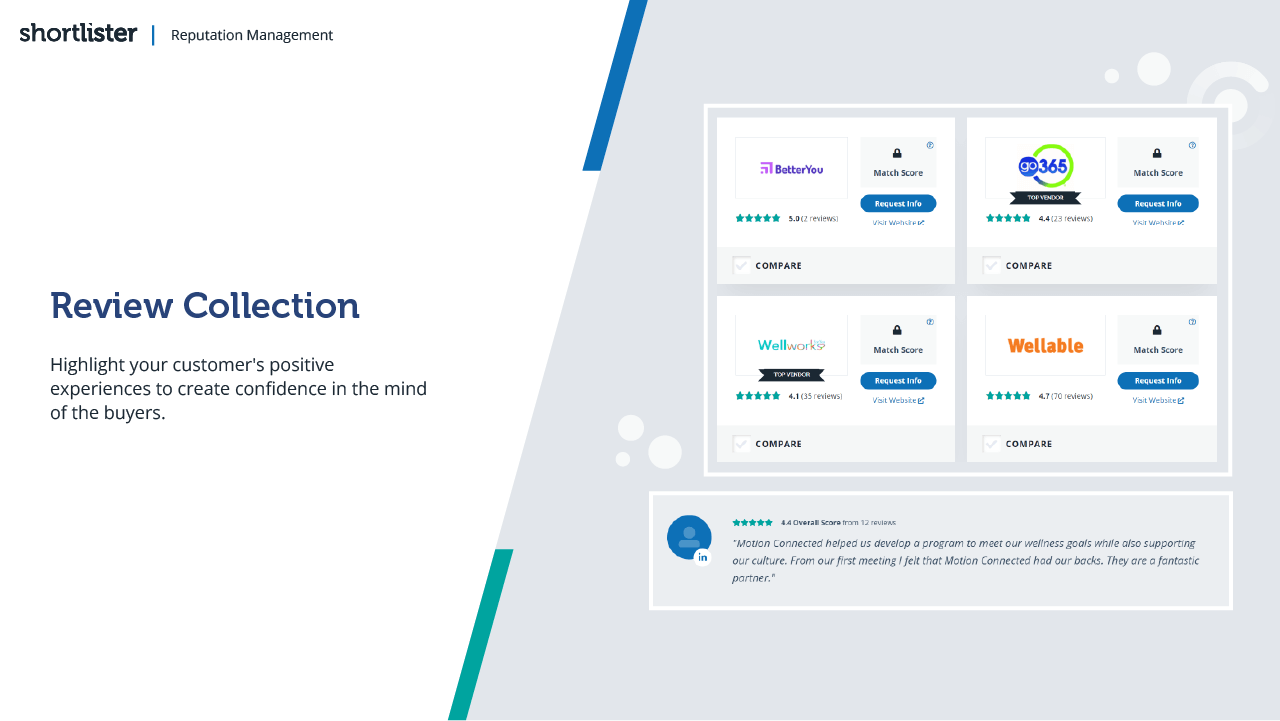 shortlister | Reputation Management
Review Collection
Highlight your customer's positive
experiences to create confidence in the mind
of the buyers.
BetterYou
Match Score
Request Info
5.0 (2 reviews)
Visit Website
COMPARE
go365
TOP VENDOR
Match Score
Request Info
4.4 (23 reviews)
Visit Website
COMPARE
Wellworks
TOP VENDOR
Match Score
Request Info
4.1 (35 reviews)
Visit Website
COMPARE
Wellable
Match Score
Request Info
4.7 (70 reviews)
Visit Website
COMPARE
in
4.4 Overall Score from 12 reviews
"Motion Connected helped us develop a program to meet our wellness goals while also supporting
our culture. From our first meeting I felt that Motion Connected had our backs. They are a fantastic
partner."